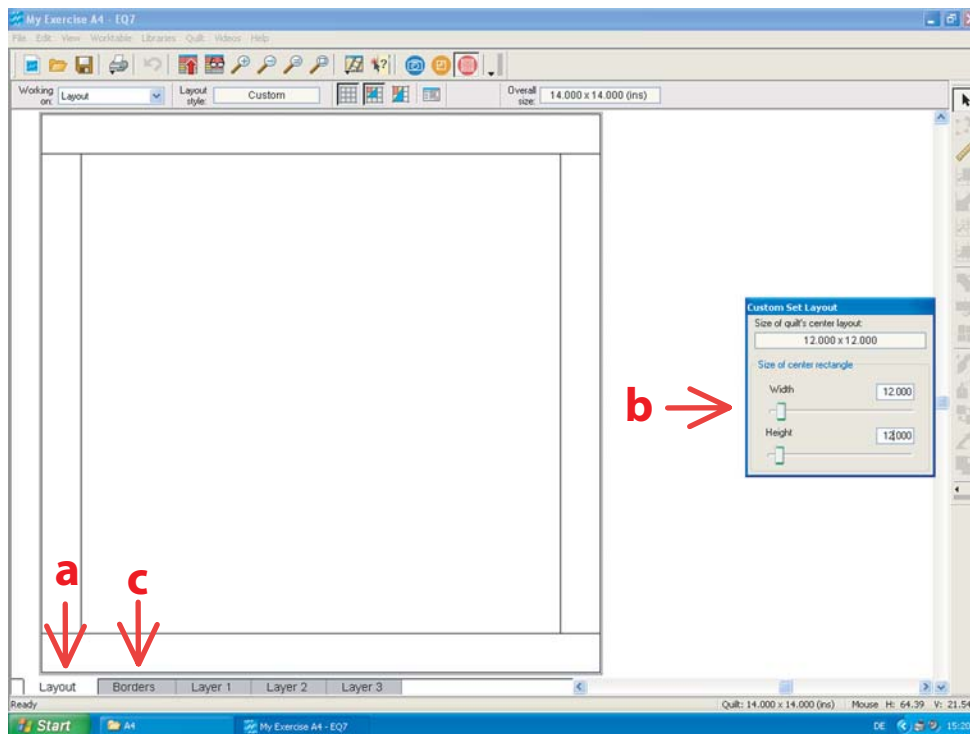 My Exercise A4 - EQ7
File Edit View Worktable Libraries Quilt Videos Help
Working on: Layout Layout style: Custom Overall size: 14.000 x 14.000 (ins)
Custom Set Layout
Size of quilt's center layout:
12.000 x 12.000
Size of center rectangle
Width 12.000
b
Height 12.000
a
c
Layout Borders Layer 1 Layer 2 Layer 3
Ready Quilt: 14.000 x 14.000 (ins) Mouse H: 64.39 V: 21.54
Start A4 My Exercise A4 - EQ7 DE 15:20